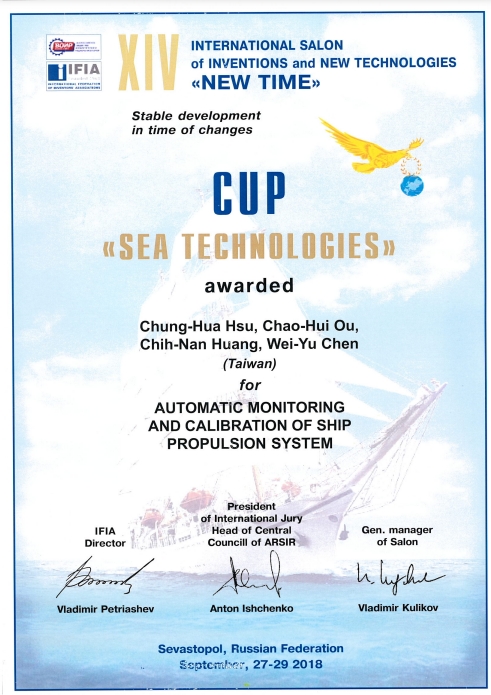 IFIA
INTERNATIONAL FEDERATION
OF INVENTORS ASSOCIATIONS
XIV
INTERNATIONAL SALON
of INVENTIONS and NEW TECHNOLOGIES
«NEW TIME»
Stable development
in time of changes
CUP
«SEA TECHNOLOGIES»
awarded
Chung-Hua Hsu, Chao-Hui Ou,
Chih-Nan Huang, Wei-Yu Chen
(Taiwan)
for
AUTOMATIC MONITORING
AND CALIBRATION OF SHIP
PROPULSION SYSTEM
IFIA
Director
Vladimir Petriashev
President
of International Jury
Head of Central
Councill of ARSIR
Anton Ishchenko
Gen. manager
of Salon
Vladimir Kulikov
Sevastopol, Russian Federation
September, 27-29 2018